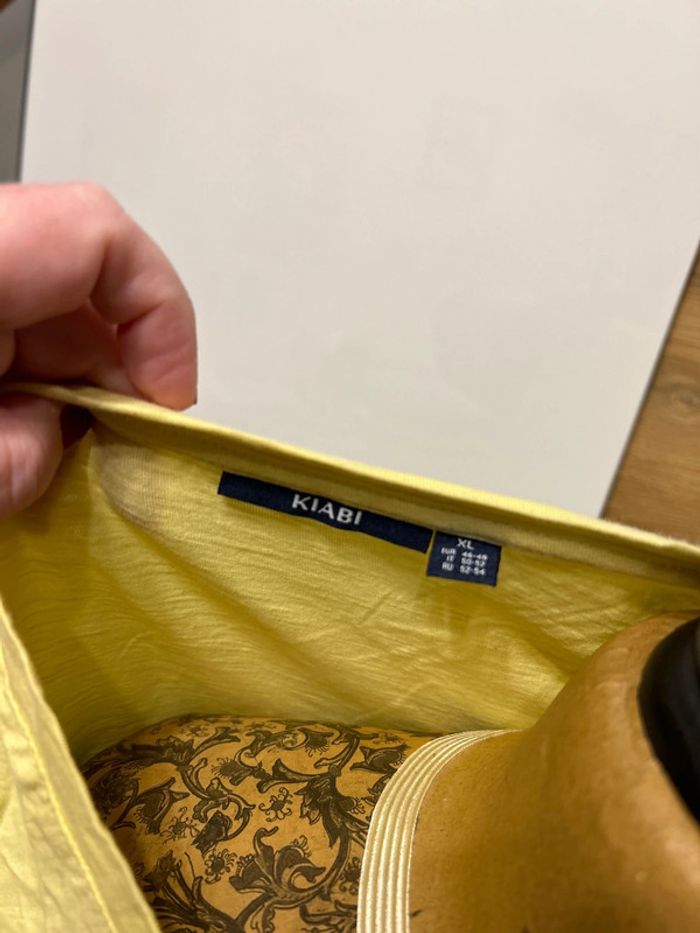 KIABI
XL
EUR 46-48
IT 50-52
RU 52-54